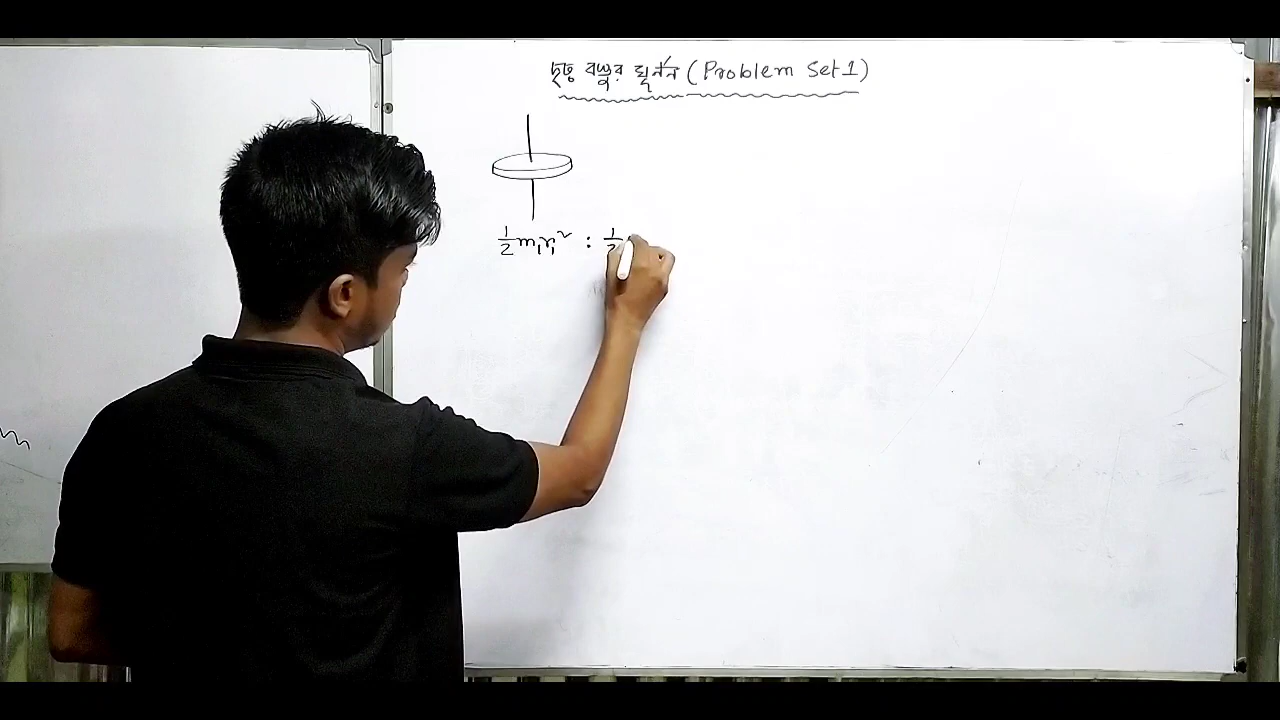 দৃঢ় বস্তুর ঘূর্ণন (Problem Set 1)
½m₁r₁² : ½